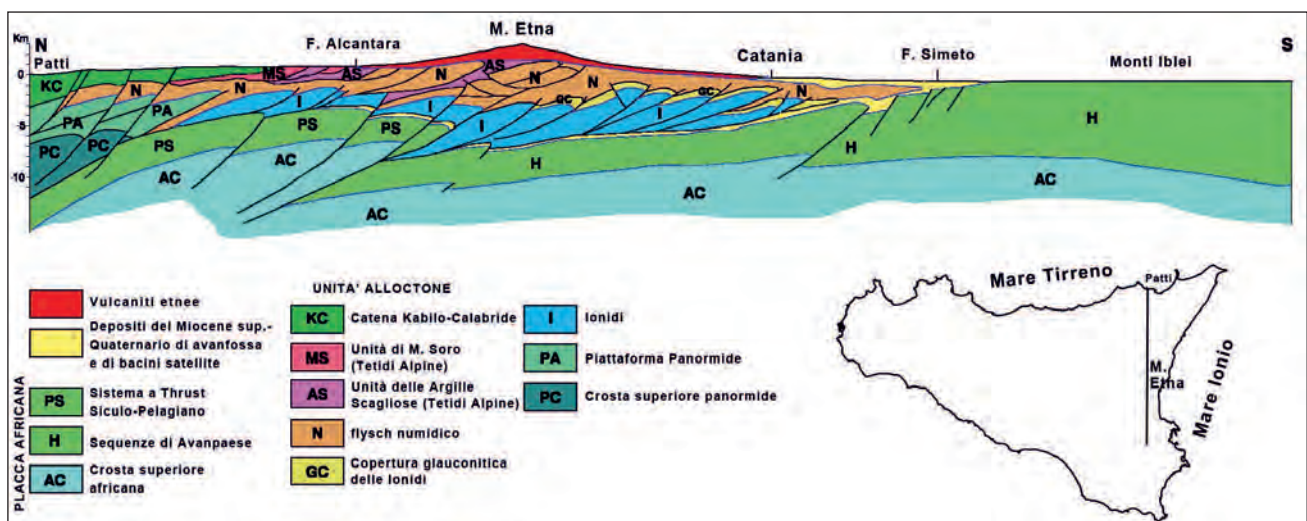 M. Etna
N
F. Alcantara
Catania
F. Simeto
S
Km
Patti
Monti Iblei
0
-5
-10
KC
N
N
MS
AS
N
AS
N
N
N
PA
PA
I
I
I
I
GC
GC
PC
PC
PS
PS
PS
H
H
H
AC
AC
AC
AC
AC
Vulcaniti etnee
Depositi del Miocene sup.-
Quaternario di avanfossa
e di bacini satellite
PLACCA AFRICANA
PS Sistema a Thrust
Siculo-Pelagiano
H Sequenze di Avanpaese
AC Crosta superiore
africana
UNITA' ALLOCTONE
KC Catena Kabilo-Calabride
MS Unità di M. Soro
(Tetidi Alpine)
AS Unità delle Argille
Scagliose (Tetidi Alpine)
N flysch numidico
GC Copertura glauconitica
delle Ionidi
I Ionidi
PA Piattaforma Panormide
PC Crosta superiore panormide
Mare Tirreno
Patti
M.
Etna
Mare Ionio